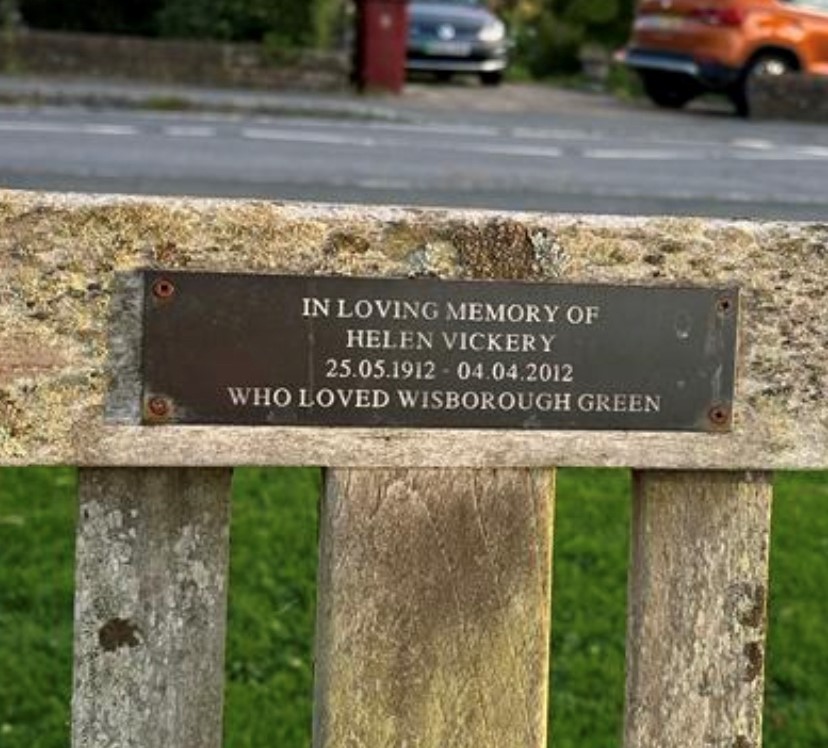 IN LOVING MEMORY OF
HELEN VICKERY
25.05.1912 - 04.04.2012
WHO LOVED WISBOROUGH GREEN